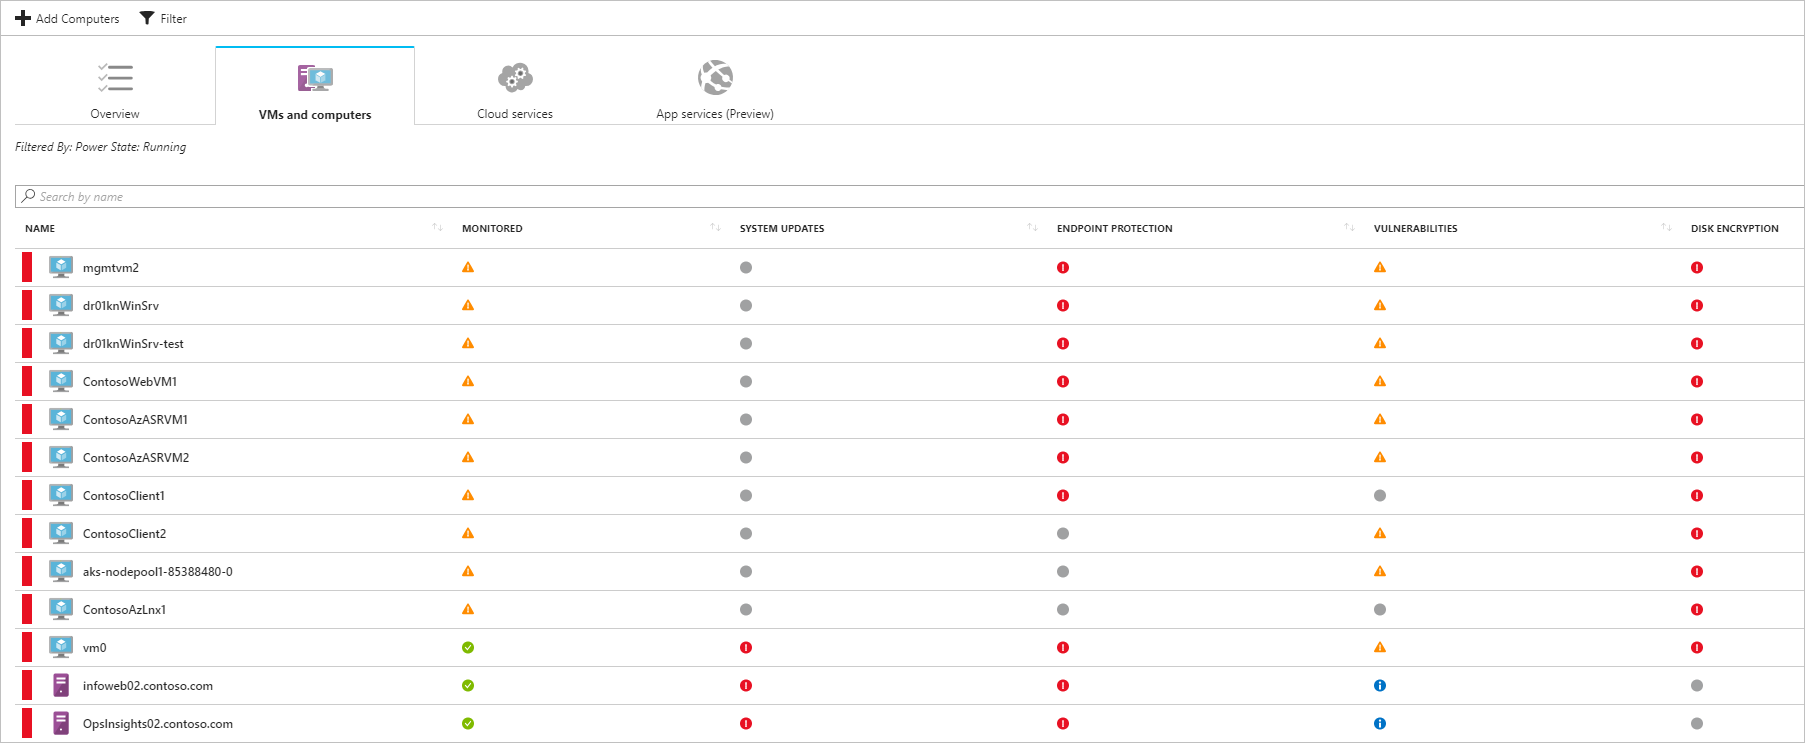 Add Computers Filter
Overview VMs and computers Cloud services App services (Preview)
Filtered By: Power State: Running
Search by name
NAME MONITORED SYSTEM UPDATES ENDPOINT PROTECTION VULNERABILITIES DISK ENCRYPTION
mgmtvm2
dr01knWinSrv
dr01knWinSrv-test
ContosoWebVM1
ContosoAzASRVM1
ContosoAzASRVM2
ContosoClient1
ContosoClient2
aks-nodepool1-85388480-0
ContosoAzLnx1
vm0
infoweb02.contoso.com
OpsInsights02.contoso.com